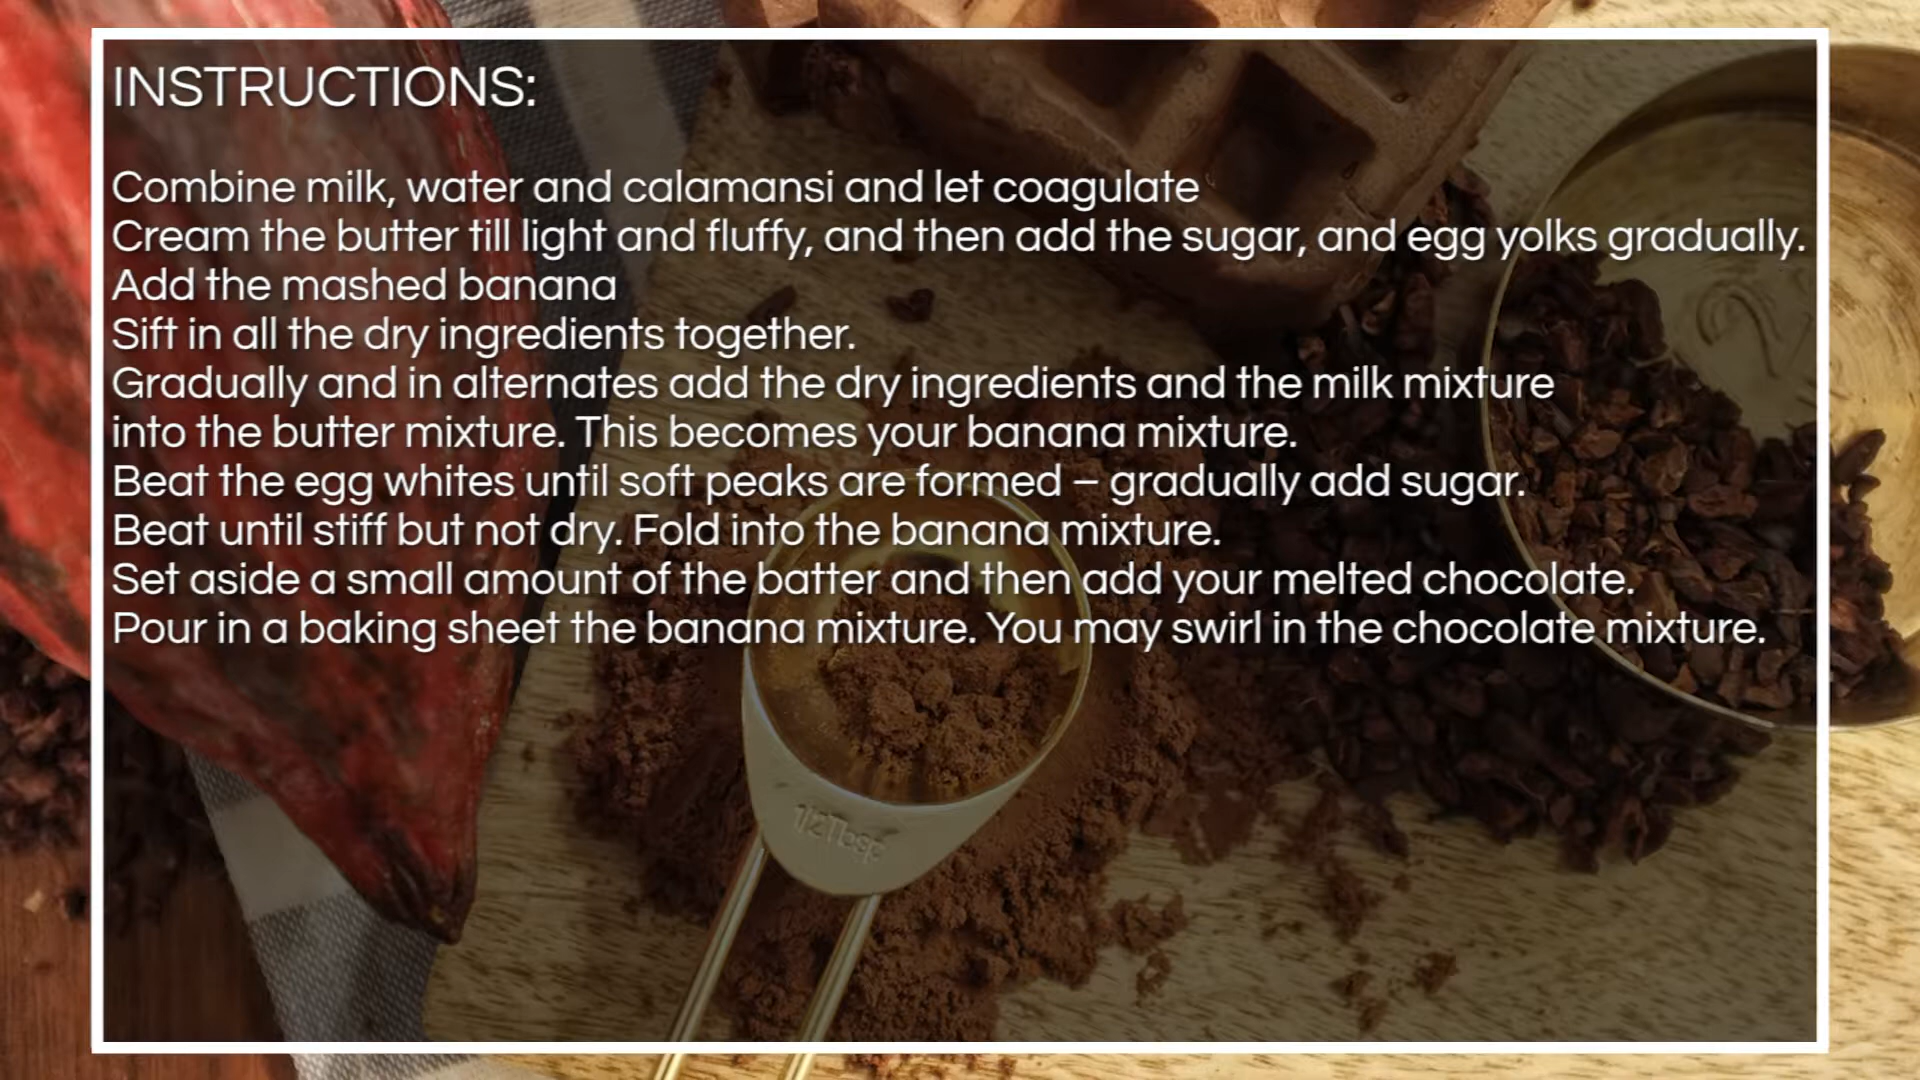 INSTRUCTIONS:
Combine milk, water and calamansi and let coagulate
Cream the butter till light and fluffy, and then add the sugar, and egg yolks gradually.
Add the mashed banana
Sift in all the dry ingredients together.
Gradually and in alternates add the dry ingredients and the milk mixture
into the butter mixture. This becomes your banana mixture.
Beat the egg whites until soft peaks are formed – gradually add sugar.
Beat until stiff but not dry. Fold into the banana mixture.
Set aside a small amount of the batter and then add your melted chocolate.
Pour in a baking sheet the banana mixture. You may swirl in the chocolate mixture.
1/2Tbsp